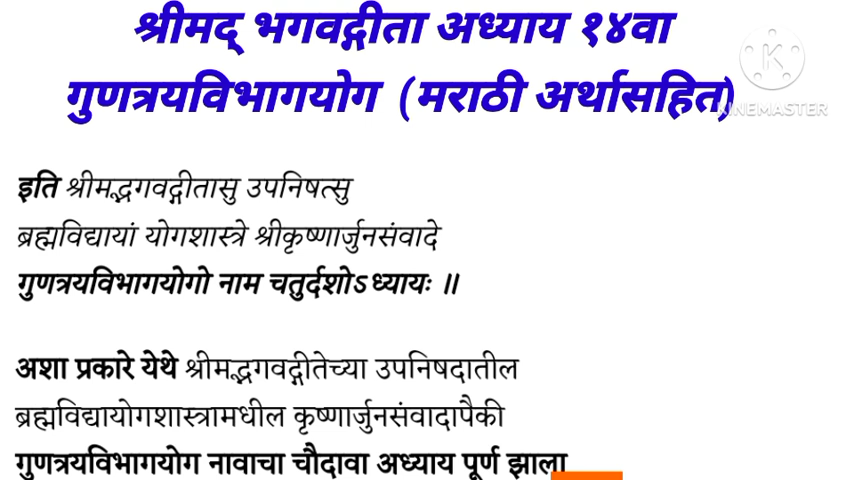 श्रीमद् भगवद्गीता अध्याय १४वा
गुणत्रयविभागयोग (मराठी अर्थासहित)
KINEMASTER
इति श्रीमद्भगवद्गीतासु उपनिषत्सु
ब्रह्मविद्यायां योगशास्त्रे श्रीकृष्णार्जुनसंवादे
गुणत्रयविभागयोगो नाम चतुर्दशोऽध्यायः ॥
अशा प्रकारे येथे श्रीमद्भगवद्गीतेच्या उपनिषदातील
ब्रह्मविद्यायोगशास्त्रामधील कृष्णार्जुनसंवादापैकी
गुणत्रयविभागयोग नावाचा चौदावा अध्याय पूर्ण झाला